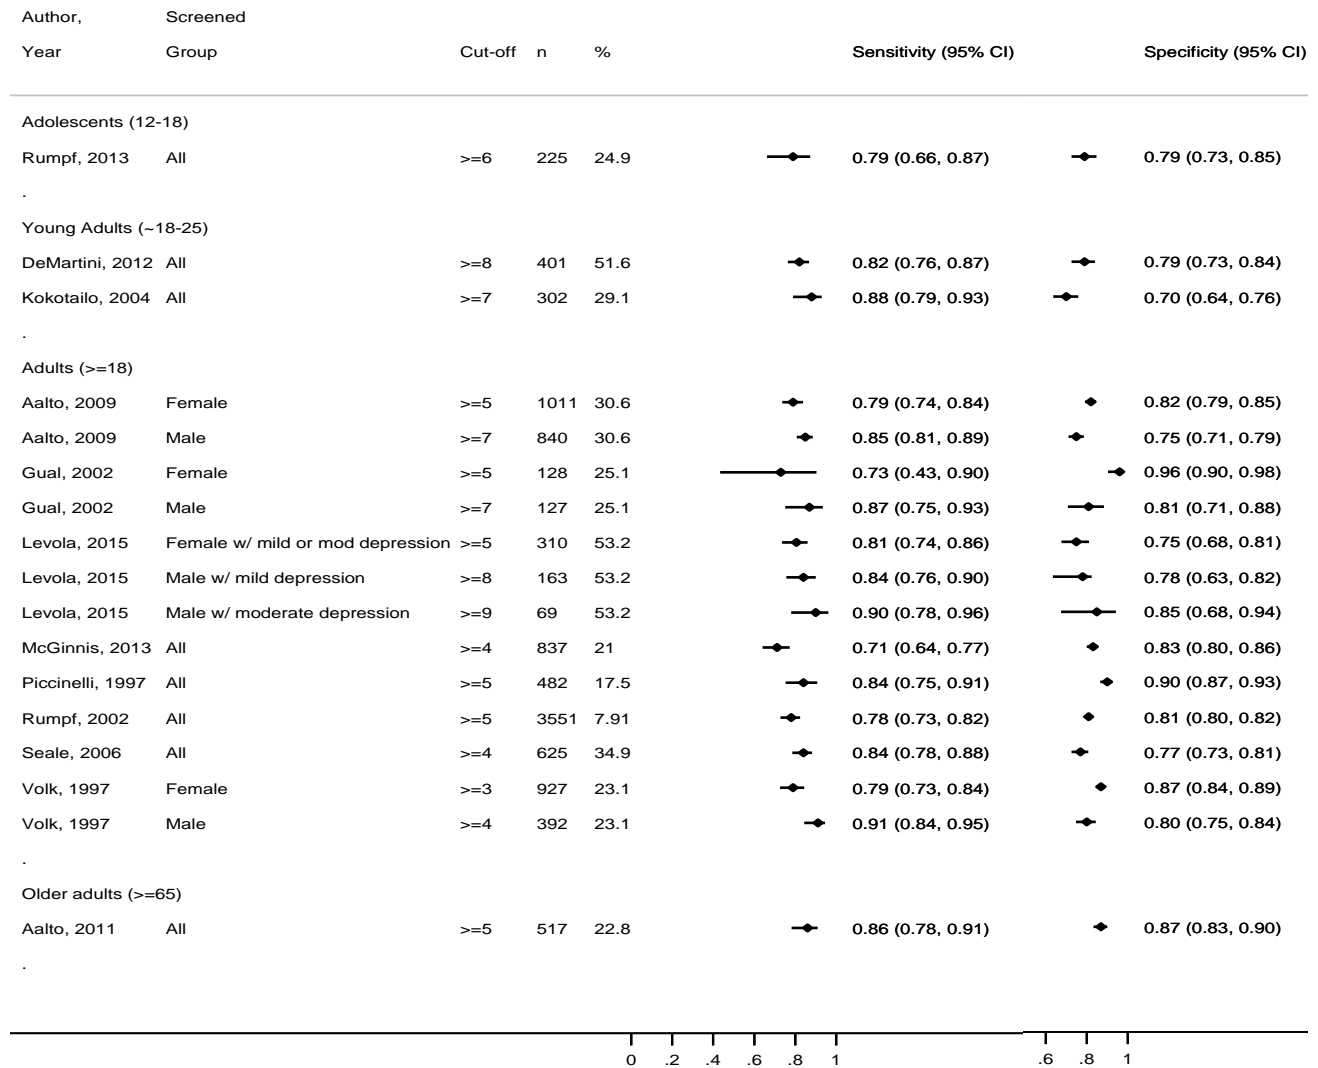 Author, Screened
Year Group Cut-off n % Sensitivity (95% CI) Specificity (95% CI)
Adolescents (12-18)
Rumpf, 2013 All >=6 225 24.9 0.79 (0.66, 0.87) 0.79 (0.73, 0.85)
.
Young Adults (~18-25)
DeMartini, 2012 All >=8 401 51.6 0.82 (0.76, 0.87) 0.79 (0.73, 0.84)
Kokotailo, 2004 All >=7 302 29.1 0.88 (0.79, 0.93) 0.70 (0.64, 0.76)
.
Adults (>=18)
Aalto, 2009 Female >=5 1011 30.6 0.79 (0.74, 0.84) 0.82 (0.79, 0.85)
Aalto, 2009 Male >=7 840 30.6 0.85 (0.81, 0.89) 0.75 (0.71, 0.79)
Gual, 2002 Female >=5 128 25.1 0.73 (0.43, 0.90) 0.96 (0.90, 0.98)
Gual, 2002 Male >=7 127 25.1 0.87 (0.75, 0.93) 0.81 (0.71, 0.88)
Levola, 2015 Female w/ mild or mod depression >=5 310 53.2 0.81 (0.74, 0.86) 0.75 (0.68, 0.81)
Levola, 2015 Male w/ mild depression >=8 163 53.2 0.84 (0.76, 0.90) 0.78 (0.63, 0.82)
Levola, 2015 Male w/ moderate depression >=9 69 53.2 0.90 (0.78, 0.96) 0.85 (0.68, 0.94)
McGinnis, 2013 All >=4 837 21 0.71 (0.64, 0.77) 0.83 (0.80, 0.86)
Piccinelli, 1997 All >=5 482 17.5 0.84 (0.75, 0.91) 0.90 (0.87, 0.93)
Rumpf, 2002 All >=5 3551 7.91 0.78 (0.73, 0.82) 0.81 (0.80, 0.82)
Seale, 2006 All >=4 625 34.9 0.84 (0.78, 0.88) 0.77 (0.73, 0.81)
Volk, 1997 Female >=3 927 23.1 0.79 (0.73, 0.84) 0.87 (0.84, 0.89)
Volk, 1997 Male >=4 392 23.1 0.91 (0.84, 0.95) 0.80 (0.75, 0.84)
.
Older adults (>=65)
Aalto, 2011 All >=5 517 22.8 0.86 (0.78, 0.91) 0.87 (0.83, 0.90)
.
0 .2 .4 .6 .8 1 .6 .8 1